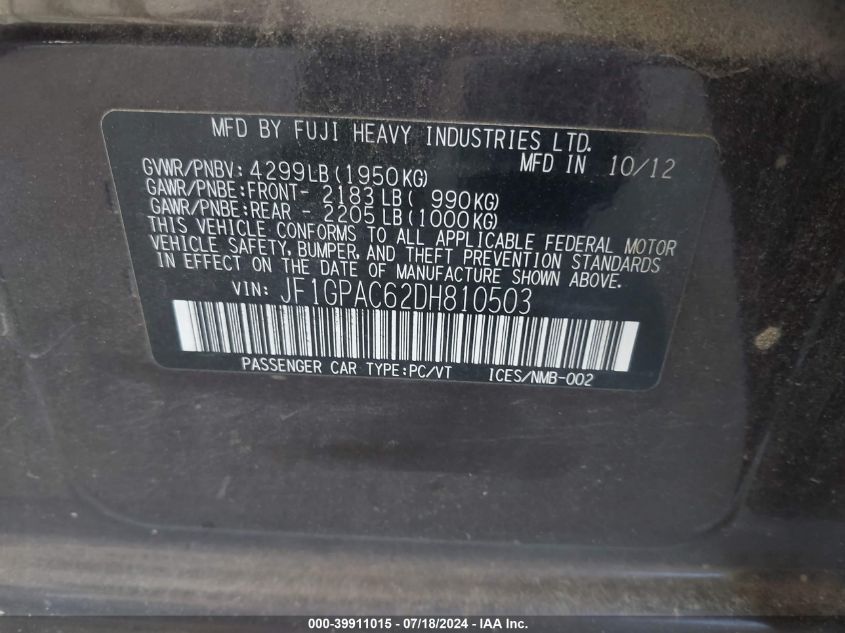 MFD BY FUJI HEAVY INDUSTRIES LTD.
MFD IN 10/12
GVWR/PNBV: 4299LB(1950KG)
GAWR/PNBE:FRONT- 2183LB( 990KG)
GAWR/PNBE:REAR - 2205LB(1000KG)
THIS VEHICLE CONFORMS TO ALL APPLICABLE FEDERAL MOTOR
VEHICLE SAFETY, BUMPER, AND THEFT PREVENTION STANDARDS
IN EFFECT ON THE DATE OF MANUFACTURE SHOWN ABOVE.
VIN: JF1GPAC62DH810503
PASSENGER CAR TYPE:PC/VT ICES/NMB-002
000-39911015 - 07/18/2024 - IAA Inc.